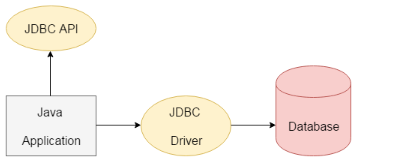 JDBC API
Java
Application
JDBC
Driver
Database